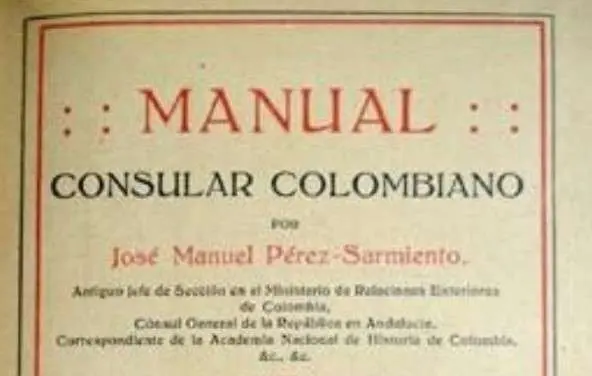 : : MANUAL : :
CONSULAR COLOMBIANO
POR
José Manuel Pérez-Sarmiento.
Antiguo Jefe de Sección en el Ministerio de Relaciones Exteriores
de Colombia,
Cónsul General de la República en Andalucía,
Correspondiente de la Academia Nacional de Historia de Colombia,
&c., &c.